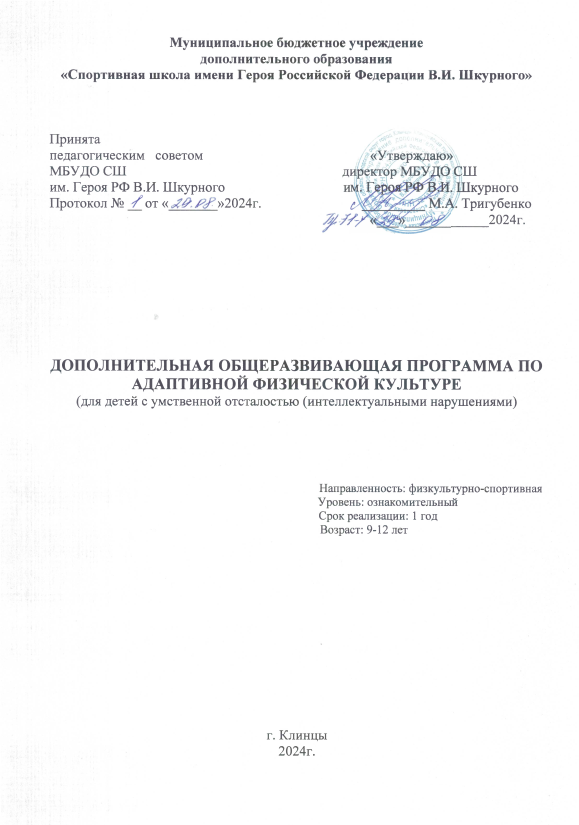 Муниципальное бюджетное учреждение
дополнительного образования
«Спортивная школа имени Героя Российской Федерации В.И. Шкурного»
Принята
педагогическим советом
МБУДО СШ
им. Героя РФ В.И. Шкурного
Протокол № 1 от «29.08»2024г.
«Утверждаю»
директор МБУДО СШ
им. Героя РФ В.И. Шкурного
М.А. Тригубенко
«29» 08 2024г.
ДОПОЛНИТЕЛЬНАЯ ОБЩЕРАЗВИВАЮЩАЯ ПРОГРАММА ПО
АДАПТИВНОЙ ФИЗИЧЕСКОЙ КУЛЬТУРЕ
(для детей с умственной отсталостью (интеллектуальными нарушениями)
Направленность: физкультурно-спортивная
Уровень: ознакомительный
Срок реализации: 1 год
Возраст: 9-12 лет
г. Клинцы
2024г.